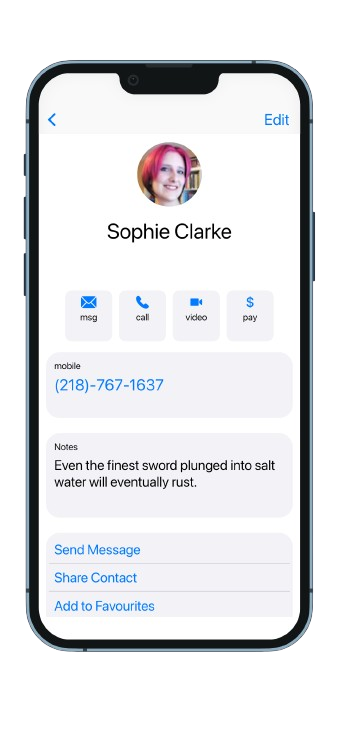 Edit
Sophie Clarke
msg
call
video
$
pay
mobile
(218)-767-1637
Notes
Even the finest sword plunged into salt
water will eventually rust.
Send Message
Share Contact
Add to Favourites